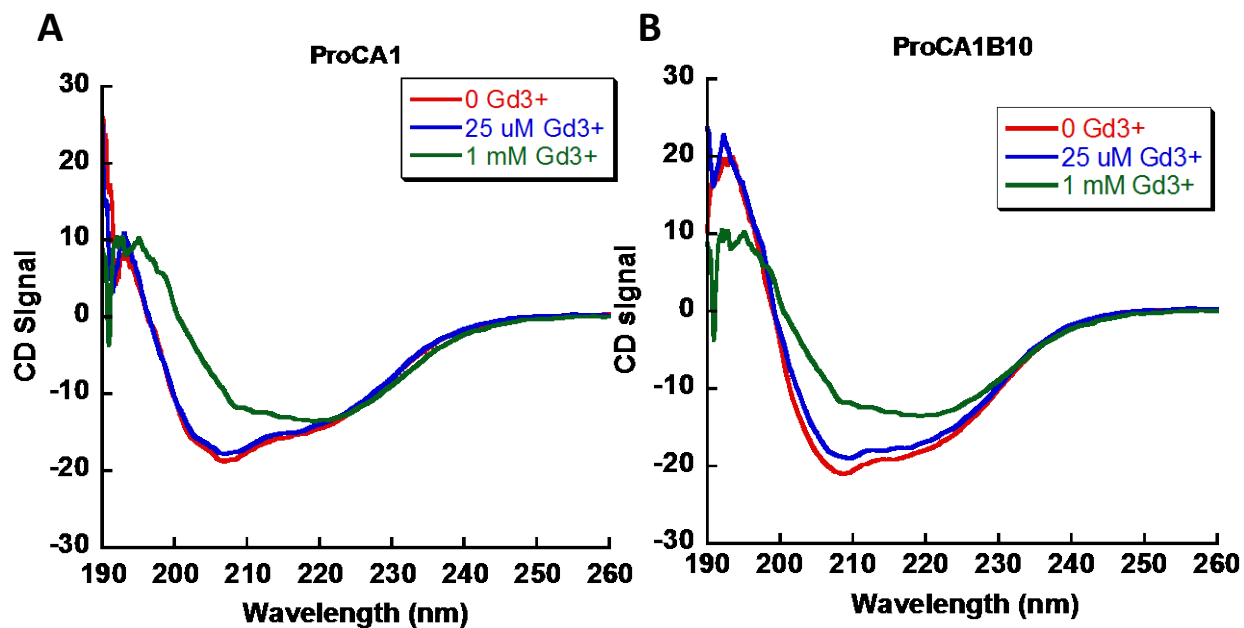 A
ProCA1
0 Gd3+
25 uM Gd3+
1 mM Gd3+
CD SIgnal
30
20
10
0
-10
-20
-30
190 200 210 220 230 240 250 260
Wavelength (nm)
B
ProCA1B10
0 Gd3+
25 uM Gd3+
1 mM Gd3+
CD signal
30
20
10
0
-10
-20
-30
190 200 210 220 230 240 250 260
Wavelength (nm)